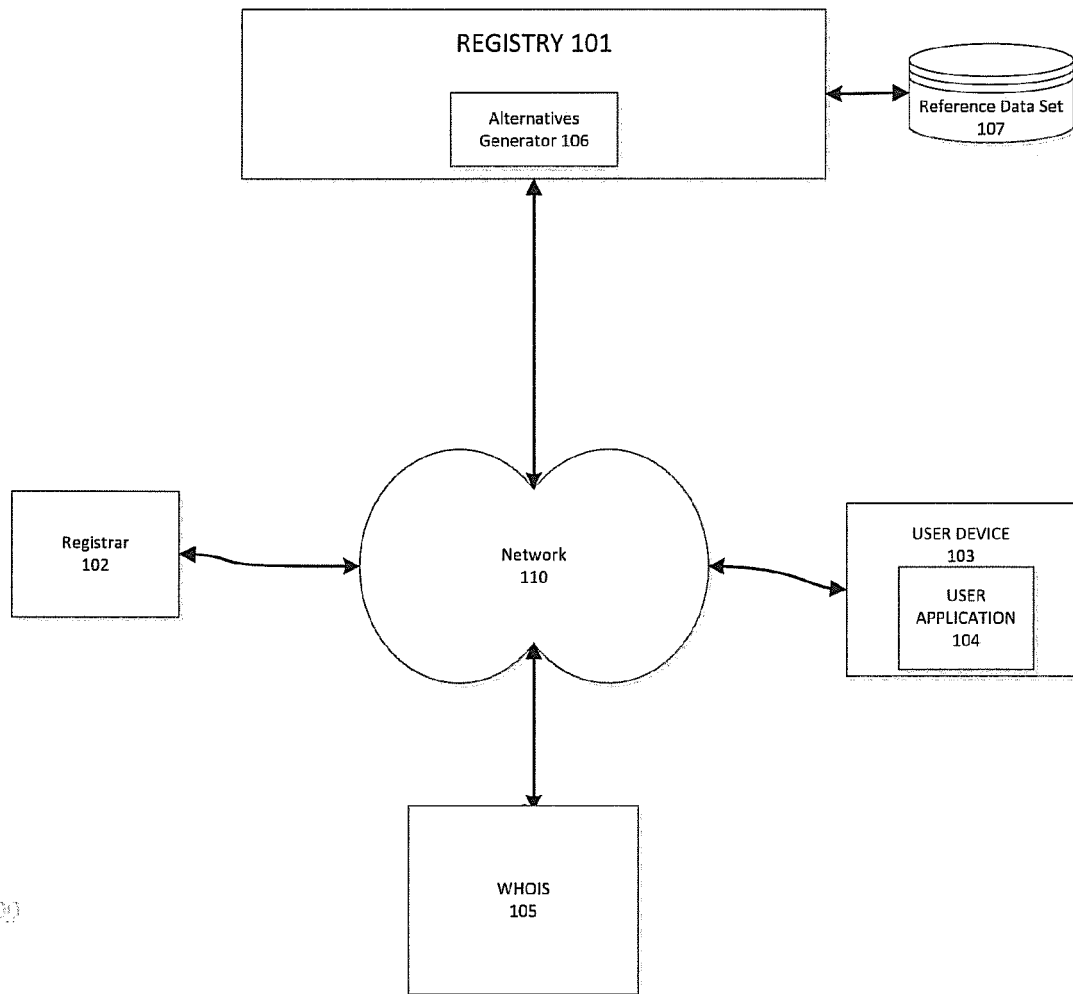 REGISTRY 101
Alternatives
Generator 106
Reference Data Set
107
Registrar
102
Network
110
USER DEVICE
103
USER
APPLICATION
104
WHOIS
105